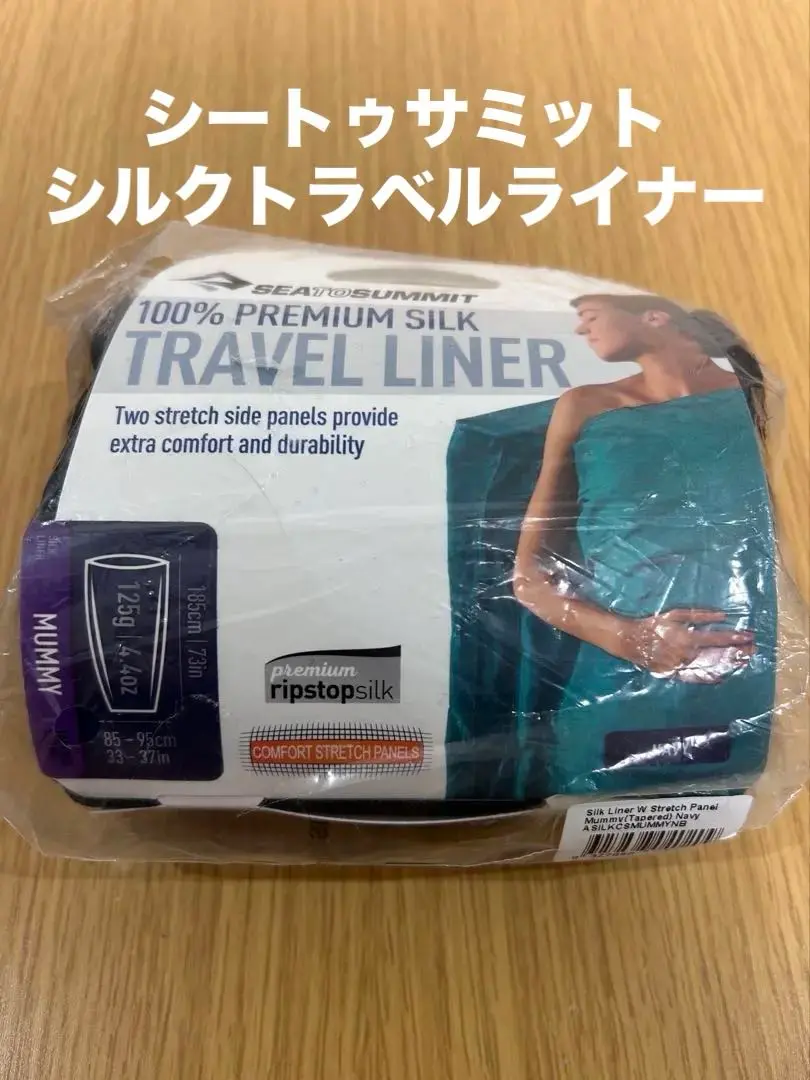 シートゥサミット
シルクトラベルライナー
SEATOSUMMIT
100% PREMIUM SILK
TRAVEL LINER
Two stretch side panels provide
extra comfort and durability
MUMMY
125g | 4.4oz
185cm | 73in
85 – 95cm
33 – 37in
premium
ripstopsilk
COMFORT STRETCH PANELS
Silk Liner W Stretch Panel
Mummy(Tapered) Navy
ASILKCSMUMMYNB